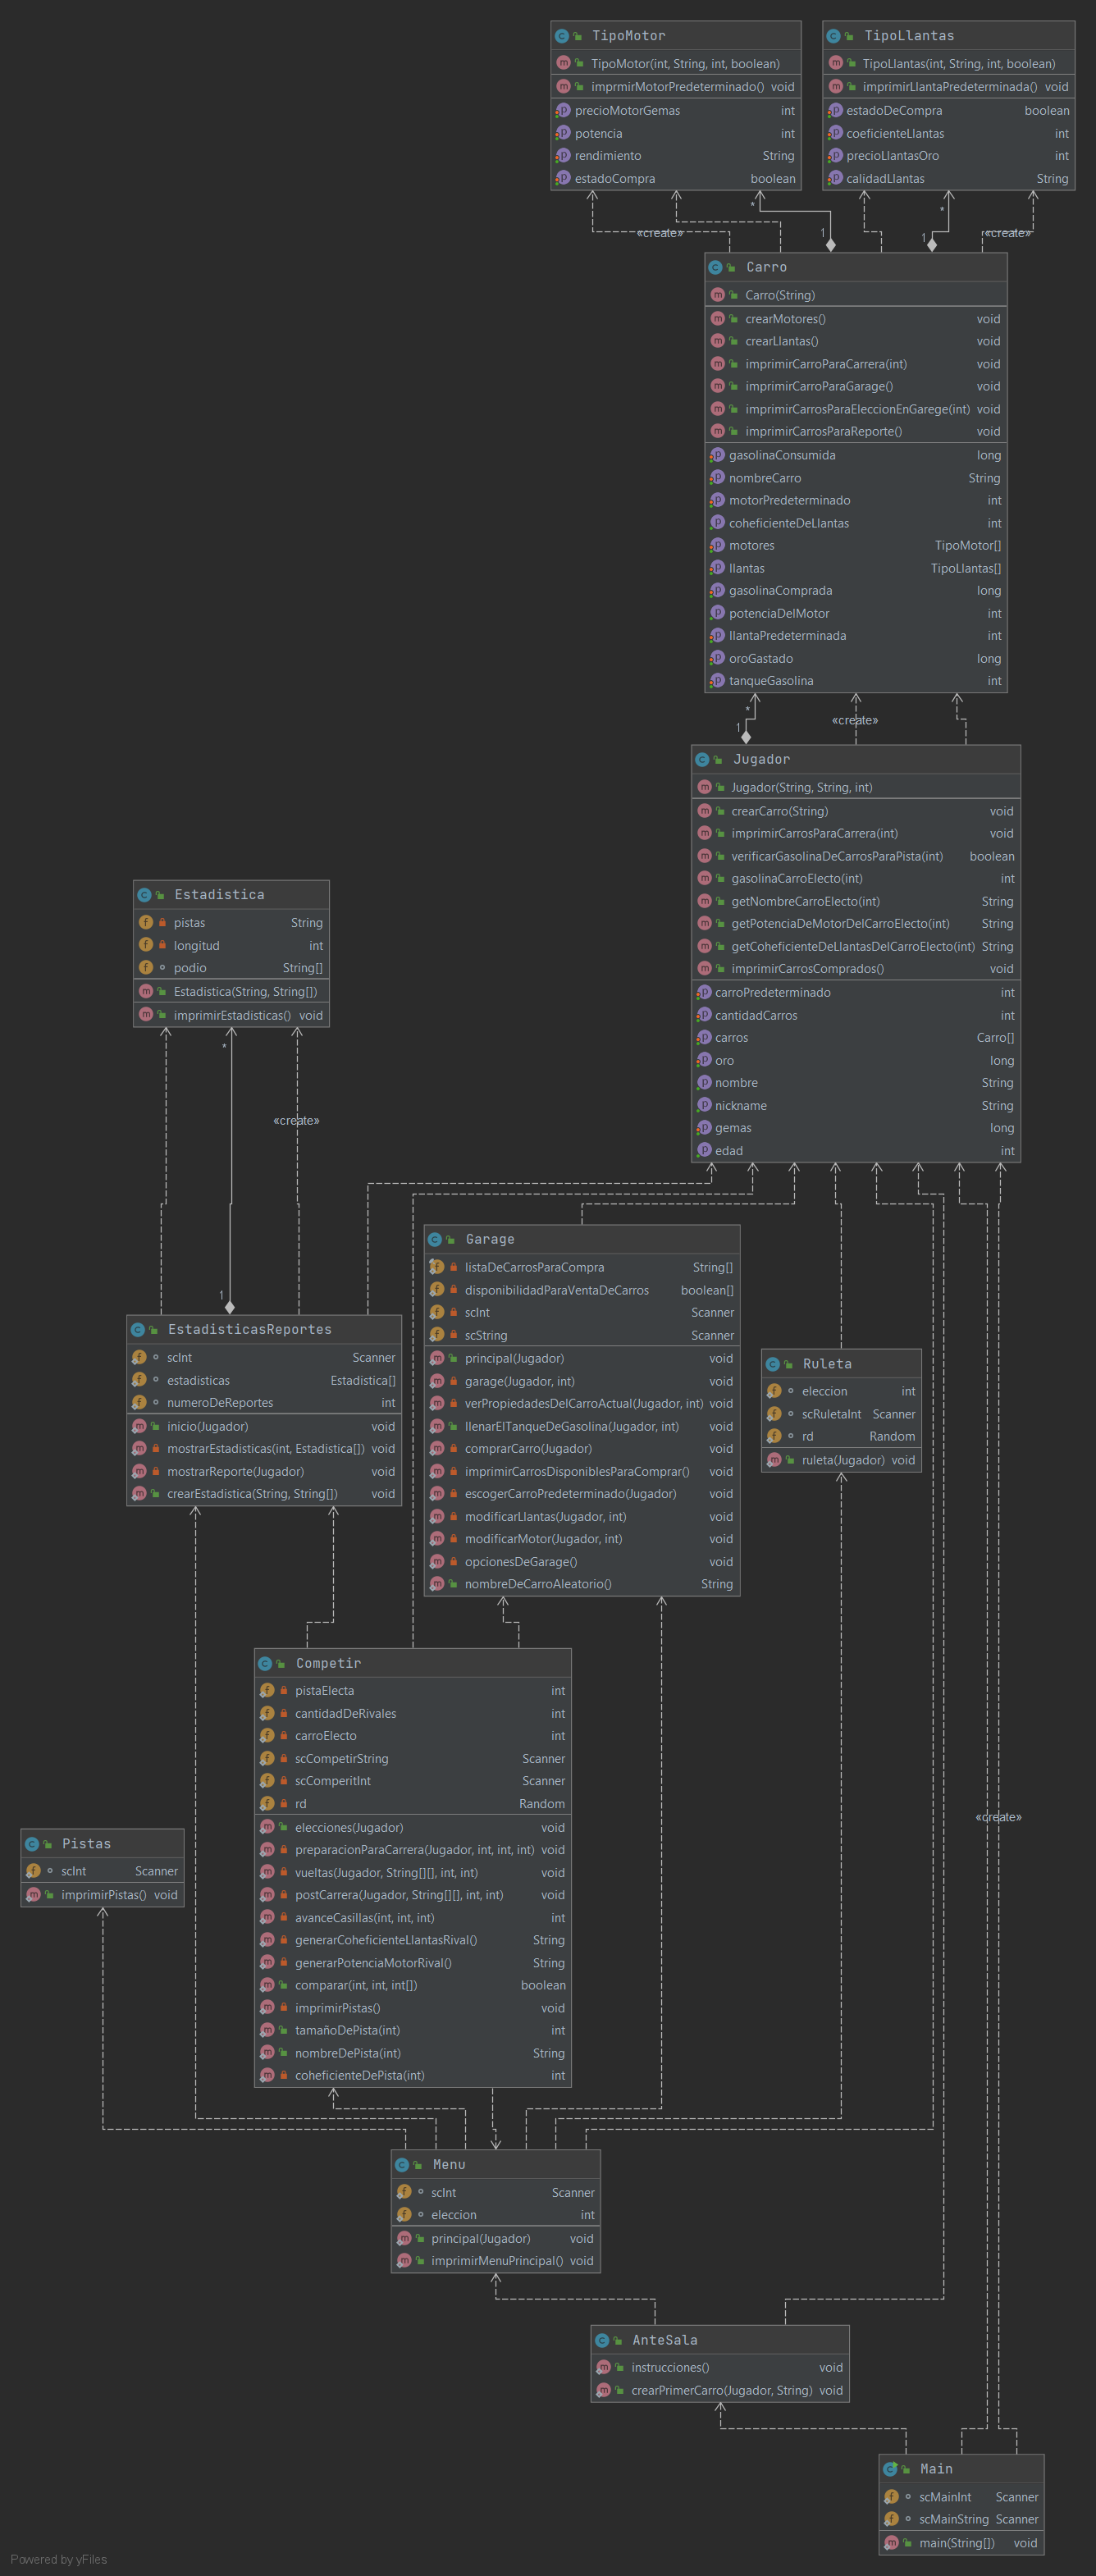 TipoMotor
TipoMotor(int, String, int, boolean)
imprmirMotorPredeterminado() void
precioMotorGemas int
potencia int
rendimiento String
estadoCompra boolean
TipoLlantas
TipoLlantas(int, String, int, boolean)
imprimirLlantaPredeterminada() void
estadoDeCompra boolean
coeficienteLlantas int
precioLlantasOro int
calidadLlantas String
*
*
«create»
«create»
1
1
Carro
Carro(String)
crearMotores() void
crearLlantas() void
imprimirCarroParaCarrera(int) void
imprimirCarroParaGarage() void
imprimirCarrosParaEleccionEnGarege(int) void
imprimirCarrosParaReporte() void
gasolinaConsumida long
nombreCarro String
motorPredeterminado int
coheficienteDeLlantas int
motores TipoMotor[]
llantas TipoLlantas[]
gasolinaComprada long
potenciaDelMotor int
llantaPredeterminada int
oroGastado long
tanqueGasolina int
*
«create»
1
Jugador
Jugador(String, String, int)
crearCarro(String) void
imprimirCarrosParaCarrera(int) void
verificarGasolinaDeCarrosParaPista(int) boolean
gasolinaCarroElecto(int) int
getNombreCarroElecto(int) String
getPotenciaDeMotorDelCarroElecto(int) String
getCoheficienteDeLlantasDelCarroElecto(int) String
imprimirCarrosComprados() void
carroPredeterminado int
cantidadCarros int
carros Carro[]
oro long
nombre String
nickname String
gemas long
edad int
Estadistica
pistas String
longitud int
podio String[]
Estadistica(String, String[])
imprimirEstadisticas() void
*
«create»
1
Garage
listaDeCarrosParaCompra String[]
disponibilidadParaVentaDeCarros boolean[]
scInt Scanner
scString Scanner
principal(Jugador) void
garage(Jugador, int) void
verPropiedadesDelCarroActual(Jugador, int) void
llenarElTanqueDeGasolina(Jugador, int) void
comprarCarro(Jugador) void
imprimirCarrosDisponiblesParaComprar() void
escogerCarroPredeterminado(Jugador) void
modificarLlantas(Jugador, int) void
modificarMotor(Jugador, int) void
opcionesDeGarage() void
nombreDeCarroAleatorio() String
EstadisticasReportes
scInt Scanner
estadisticas Estadistica[]
numeroDeReportes int
inicio(Jugador) void
mostrarEstadisticas(int, Estadistica[]) void
mostrarReporte(Jugador) void
crearEstadistica(String, String[]) void
Ruleta
eleccion int
scRuletaInt Scanner
rd Random
ruleta(Jugador) void
Competir
pistaElecta int
cantidadDeRivales int
carroElecto int
scCompetirString Scanner
scComperitInt Scanner
rd Random
elecciones(Jugador) void
preparacionParaCarrera(Jugador, int, int, int) void
vueltas(Jugador, String[][], int, int) void
postCarrera(Jugador, String[][], int, int) void
avanceCasillas(int, int, int) int
generarCoheficienteLlantasRival() String
generarPotenciaMotorRival() String
comparar(int, int, int[]) boolean
imprimirPistas() void
tamañoDePista(int) int
nombreDePista(int) String
coheficienteDePista(int) int
«create»
Pistas
scInt Scanner
imprimirPistas() void
Menu
scInt Scanner
eleccion int
principal(Jugador) void
imprimirMenuPrincipal() void
AnteSala
instrucciones() void
crearPrimerCarro(Jugador, String) void
Main
scMainInt Scanner
scMainString Scanner
main(String[]) void
Powered by yFiles